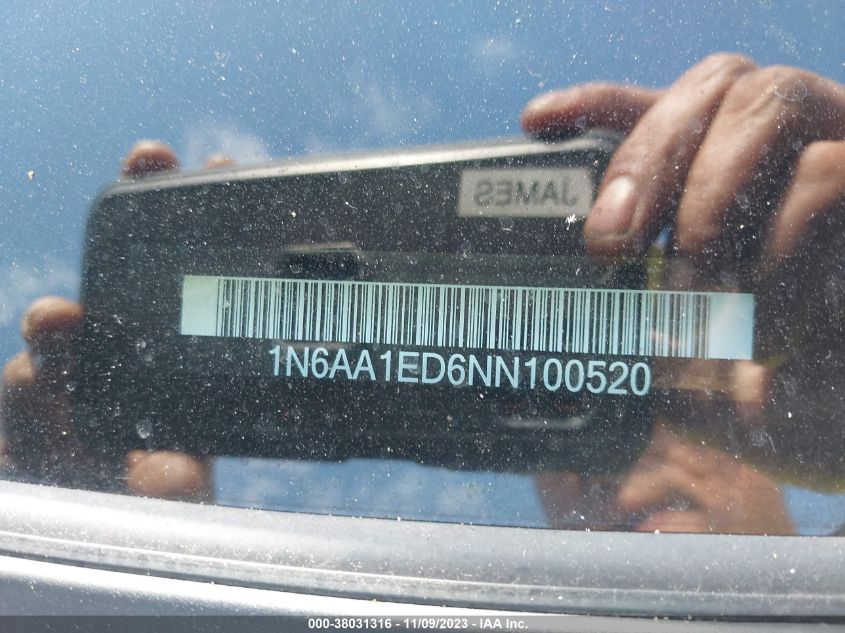 JAMES
1N6AA1ED6NN100520
000-38031316 - 11/09/2023 - IAA Inc.